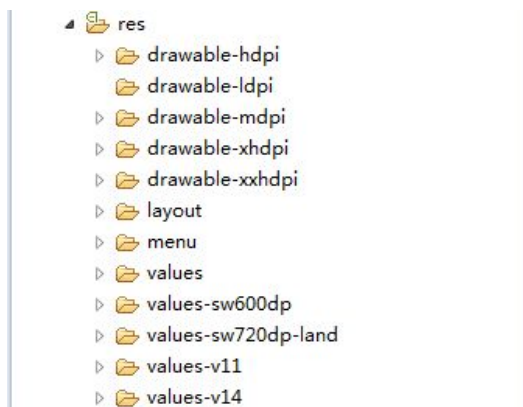 res
drawable-hdpi
drawable-ldpi
drawable-mdpi
drawable-xhdpi
drawable-xxhdpi
layout
menu
values
values-sw600dp
values-sw720dp-land
values-v11
values-v14